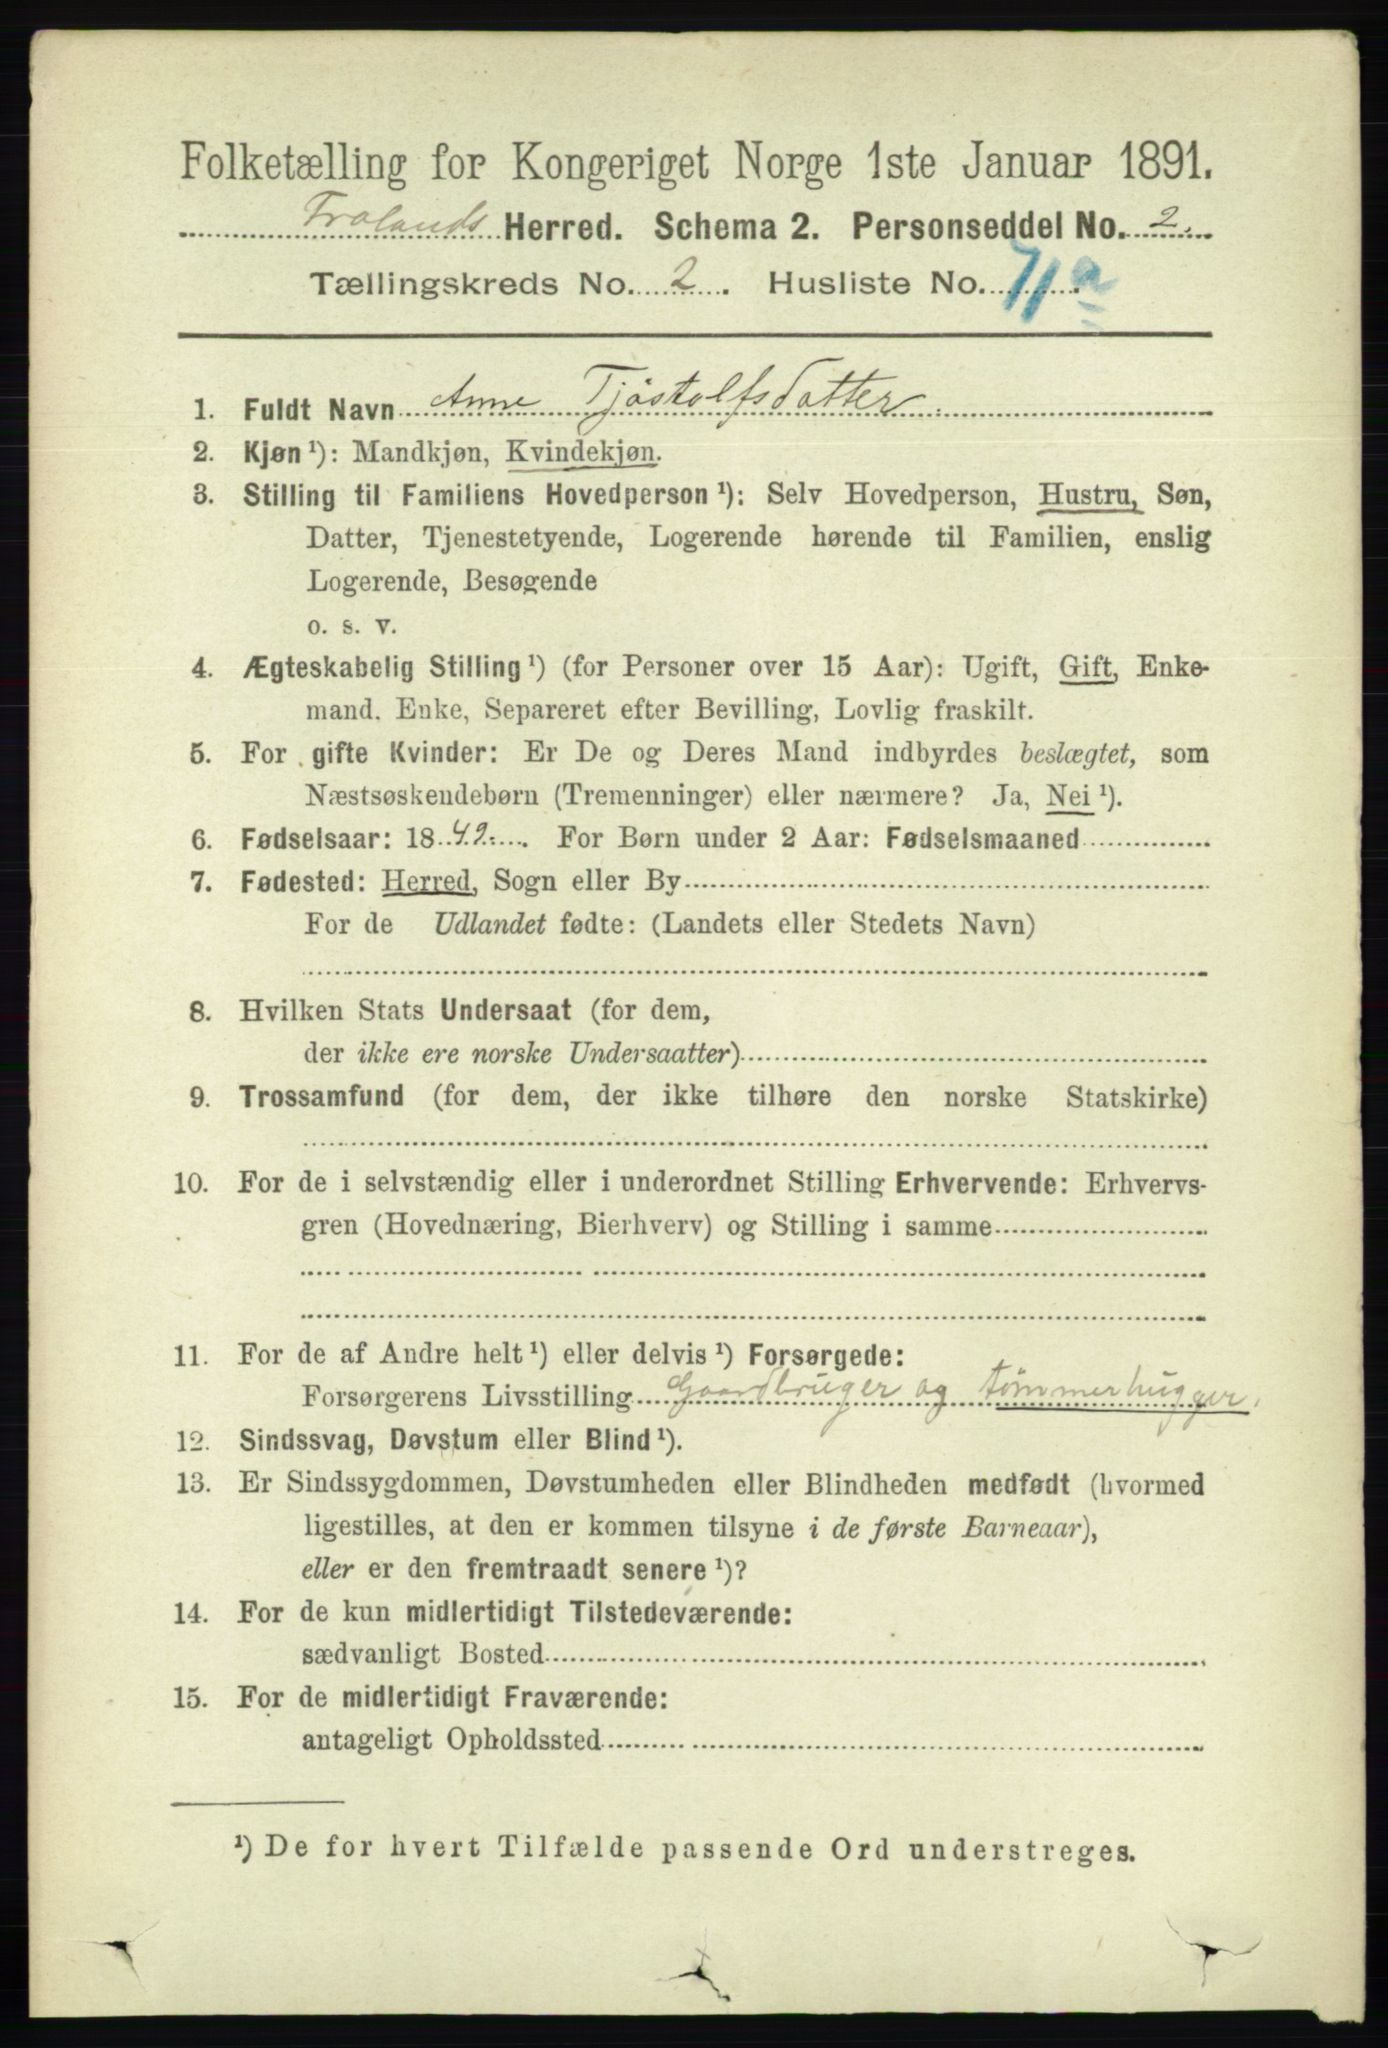 Folketælling for Kongeriget Norge 1ste Januar 1891.
Frolands Herred. Schema 2. Personseddel No. 2.
Tællingskreds No. 2. Husliste No. 71a
1. Fuldt Navn Anne Tjøstolfsdatter.
2. Kjøn ¹): Mandkjøn, Kvindekjøn.
3. Stilling til Familiens Hovedperson ¹): Selv Hovedperson, Hustru, Søn,
Datter, Tjenestetyende, Logerende hørende til Familien, enslig
Logerende, Besøgende
o. s. v.
4. Ægteskabelig Stilling ¹) (for Personer over 15 Aar): Ugift, Gift, Enke-
mand. Enke, Separeret efter Bevilling, Lovlig fraskilt.
5. For gifte Kvinder: Er De og Deres Mand indbyrdes beslægtet, som
Næstsøskendebørn (Tremenninger) eller nærmere? Ja, Nei ¹).
6. Fødselsaar: 1842. For Børn under 2 Aar: Fødselsmaaned
7. Fødested: Herred, Sogn eller By
For de Udlandet fødte: (Landets eller Stedets Navn)
8. Hvilken Stats Undersaat (for dem,
der ikke ere norske Undersaatter)
9. Trossamfund (for dem, der ikke tilhøre den norske Statskirke)
10. For de i selvstændig eller i underordnet Stilling Erhvervende: Erhvervs-
gren (Hovednæring, Bierhverv) og Stilling i samme
11. For de af Andre helt ¹) eller delvis ¹) Forsørgede:
Forsørgerens Livsstilling Gaardbruger og tømmerhugger.
12. Sindssvag, Døvstum eller Blind ¹).
13. Er Sindssygdommen, Døvstumheden eller Blindheden medfødt (hvormed
ligestilles, at den er kommen tilsyne i de første Barneaar),
eller er den fremtraadt senere ¹)?
14. For de kun midlertidigt Tilstedeværende:
sædvanligt Bosted
15. For de midlertidigt Fraværende:
antageligt Opholdssted
¹) De for hvert Tilfælde passende Ord understreges.